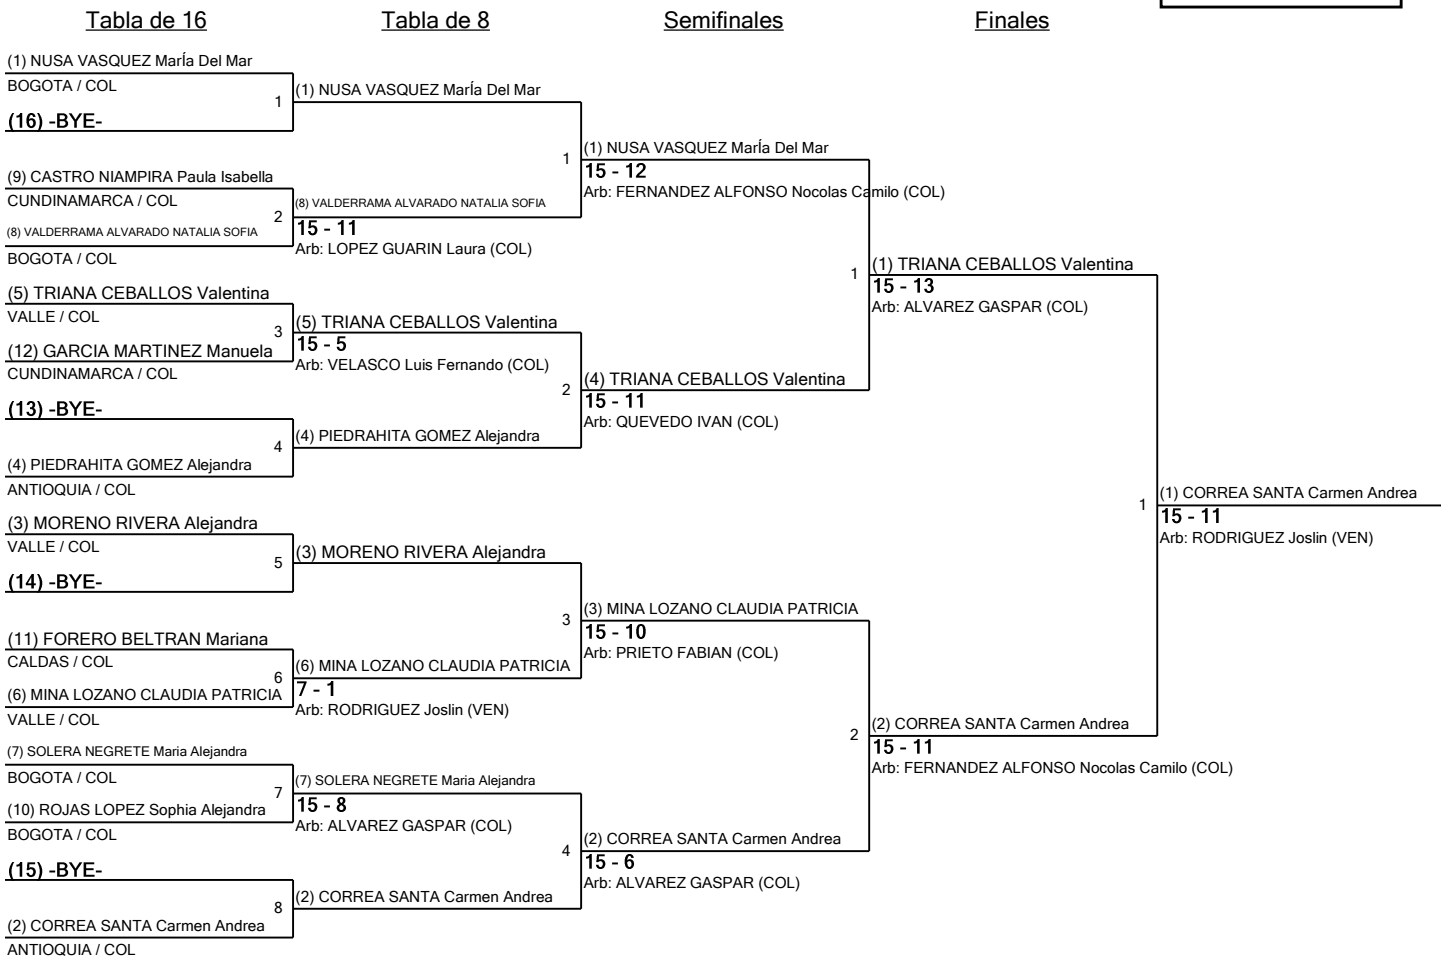 Tabla de 16
Tabla de 8
Semifinales
Finales
(1) NUSA VASQUEZ MarÍa Del Mar
BOGOTA / COL
1
(16) -BYE-
(9) CASTRO NIAMPIRA Paula Isabella
CUNDINAMARCA / COL
2
(8) VALDERRAMA ALVARADO NATALIA SOFIA
BOGOTA / COL
(5) TRIANA CEBALLOS Valentina
VALLE / COL
3
(12) GARCIA MARTINEZ Manuela
CUNDINAMARCA / COL
(13) -BYE-
4
(4) PIEDRAHITA GOMEZ Alejandra
ANTIOQUIA / COL
(3) MORENO RIVERA Alejandra
VALLE / COL
5
(14) -BYE-
(11) FORERO BELTRAN Mariana
CALDAS / COL
6
(6) MINA LOZANO CLAUDIA PATRICIA
VALLE / COL
(7) SOLERA NEGRETE Maria Alejandra
BOGOTA / COL
7
(10) ROJAS LOPEZ Sophia Alejandra
BOGOTA / COL
(15) -BYE-
8
(2) CORREA SANTA Carmen Andrea
ANTIOQUIA / COL
(1) NUSA VASQUEZ MarÍa Del Mar
1
(8) VALDERRAMA ALVARADO NATALIA SOFIA
15 - 11
Arb: LOPEZ GUARIN Laura (COL)
(5) TRIANA CEBALLOS Valentina
15 - 5
Arb: VELASCO Luis Fernando (COL)
2
(4) PIEDRAHITA GOMEZ Alejandra
(3) MORENO RIVERA Alejandra
3
(6) MINA LOZANO CLAUDIA PATRICIA
7 - 1
Arb: RODRIGUEZ Joslin (VEN)
(7) SOLERA NEGRETE Maria Alejandra
15 - 8
Arb: ALVAREZ GASPAR (COL)
4
(2) CORREA SANTA Carmen Andrea
(1) NUSA VASQUEZ MarÍa Del Mar
15 - 12
Arb: FERNANDEZ ALFONSO Nocolas Camilo (COL)
1
(4) TRIANA CEBALLOS Valentina
15 - 11
Arb: QUEVEDO IVAN (COL)
(3) MINA LOZANO CLAUDIA PATRICIA
15 - 10
Arb: PRIETO FABIAN (COL)
2
(2) CORREA SANTA Carmen Andrea
15 - 6
Arb: ALVAREZ GASPAR (COL)
(1) TRIANA CEBALLOS Valentina
15 - 13
Arb: ALVAREZ GASPAR (COL)
1
(2) CORREA SANTA Carmen Andrea
15 - 11
Arb: FERNANDEZ ALFONSO Nocolas Camilo (COL)
(1) CORREA SANTA Carmen Andrea
15 - 11
Arb: RODRIGUEZ Joslin (VEN)